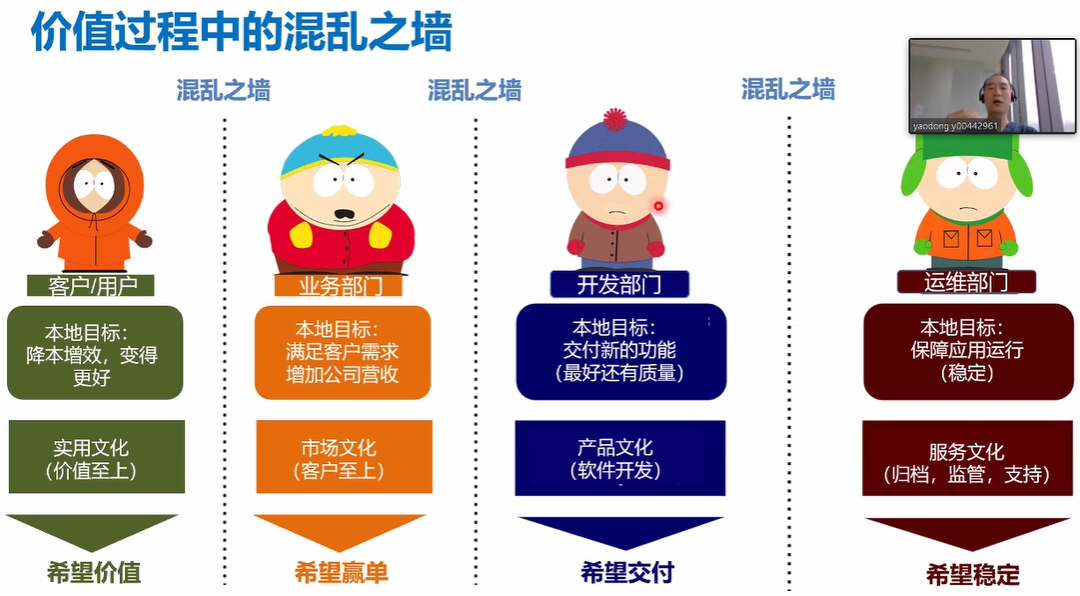 价值过程中的混乱之墙
混乱之墙
混乱之墙
混乱之墙
yaodong y00442961
客户/用户
业务部门
开发部门
运维部门
本地目标：
降本增效，变得
更好
本地目标：
满足客户需求
增加公司营收
本地目标：
交付新的功能
（最好还有质量）
本地目标：
保障应用运行
（稳定）
实用文化
（价值至上）
市场文化
（客户至上）
产品文化
（软件开发）
服务文化
（归档，监管，支持）
希望价值
希望赢单
希望交付
希望稳定